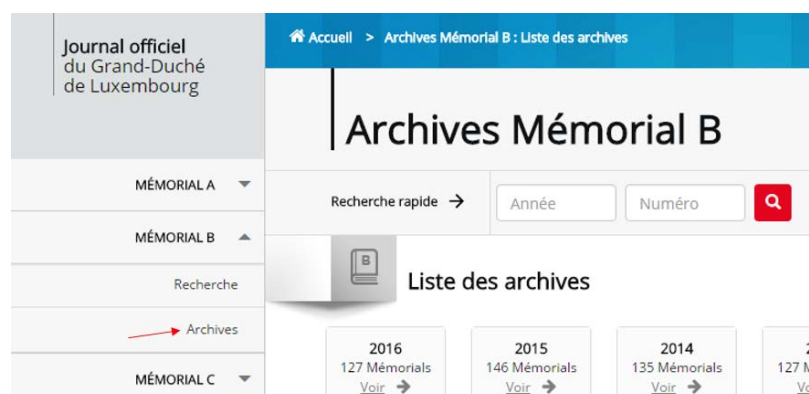 Journal officiel
du Grand-Duché
de Luxembourg
MÉMORIAL A
MÉMORIAL B
Recherche
Archives
MÉMORIAL C
Accueil > Archives Mémorial B : Liste des archives
Archives Mémorial B
Recherche rapide → Année Numéro
B
Liste des archives
2016
127 Mémorials
Voir →
2015
146 Mémorials
Voir →
2014
135 Mémorials
Voir →